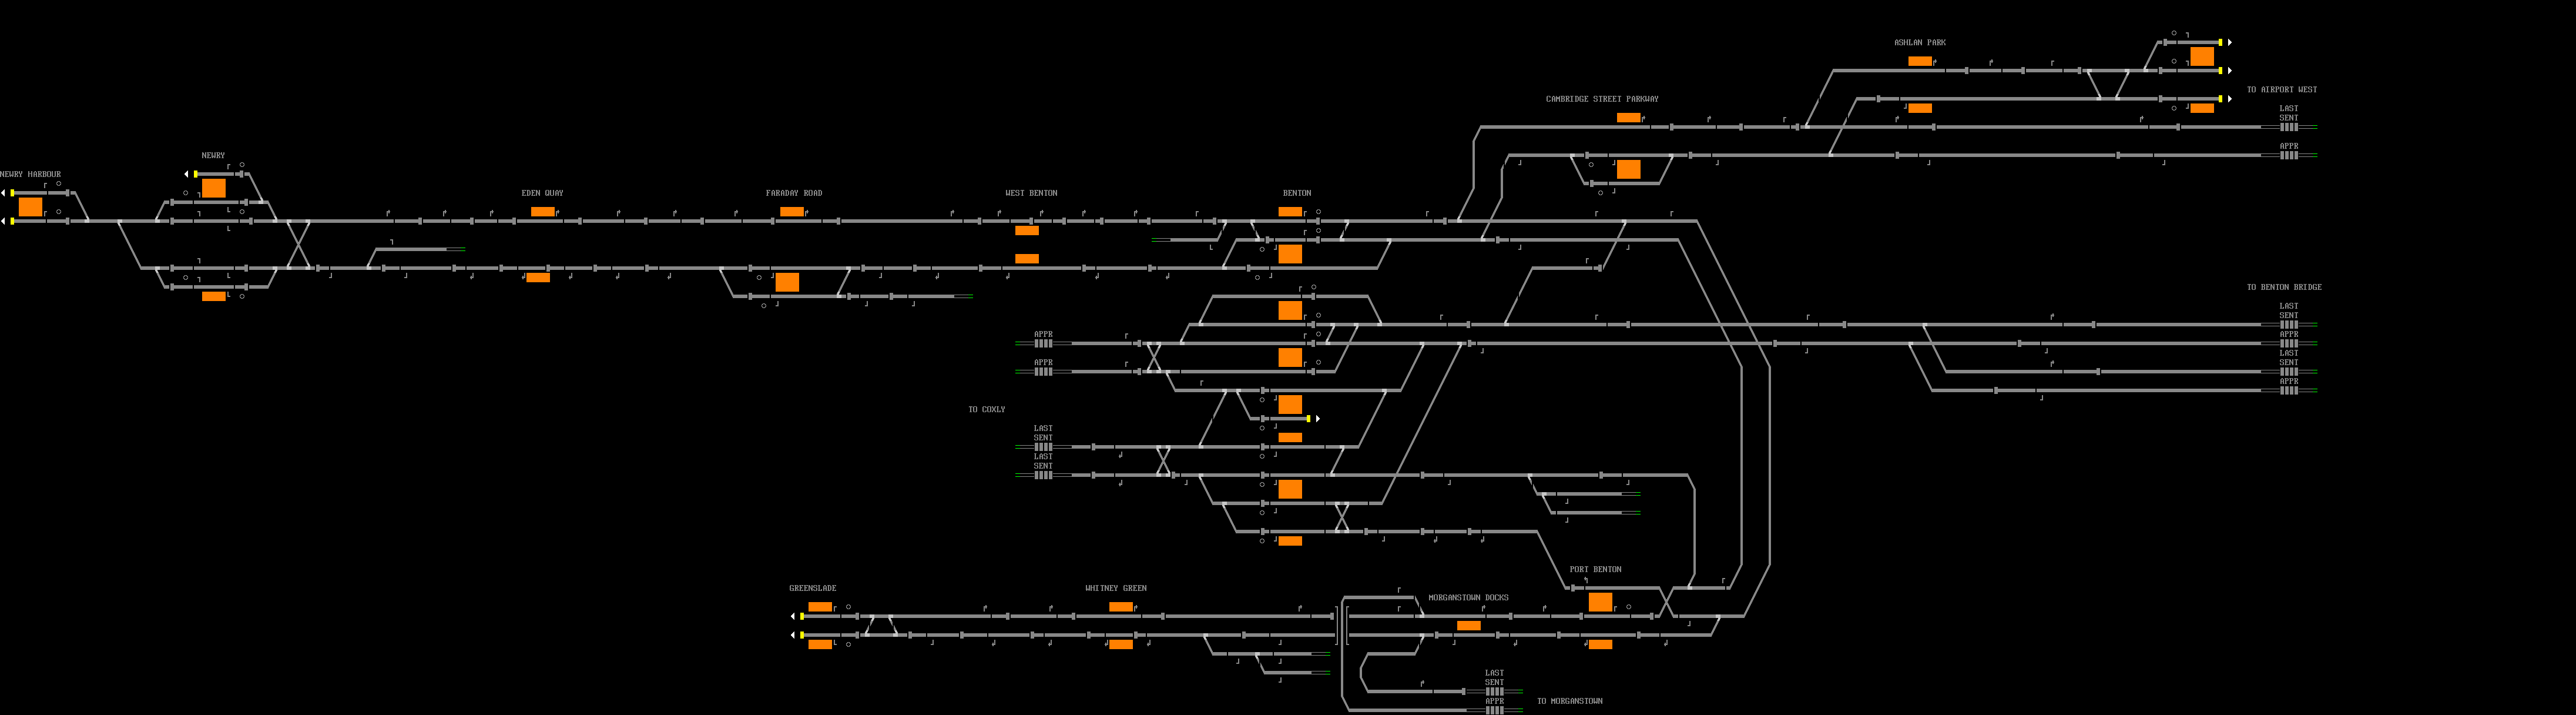 ASHLAN PARK
TO AIRPORT WEST
CAMBRIDGE STREET PARKWAY
LAST
SENT
APPR
NEWRY
NEWRY HARBOUR
EDEN QUAY
FARADAY ROAD
WEST BENTON
BENTON
TO BENTON BRIDGE
LAST
SENT
APPR
LAST
SENT
APPR
APPR
APPR
TO COXLY
LAST
SENT
LAST
SENT
PORT BENTON
GREENSLADE
WHITNEY GREEN
MORGANSTOWN DOCKS
LAST
SENT
APPR
TO MORGANSTOWN